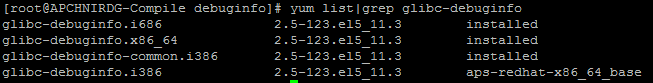 [root@APCHNIRDG-Compile debuginfo]# yum list|grep glibc-debuginfo
glibc-debuginfo.i686 2.5-123.el5_11.3 installed
glibc-debuginfo.x86_64 2.5-123.el5_11.3 installed
glibc-debuginfo-common.i386 2.5-123.el5_11.3 installed
glibc-debuginfo.i386 2.5-123.el5_11.3 aps-redhat-x86_64_base